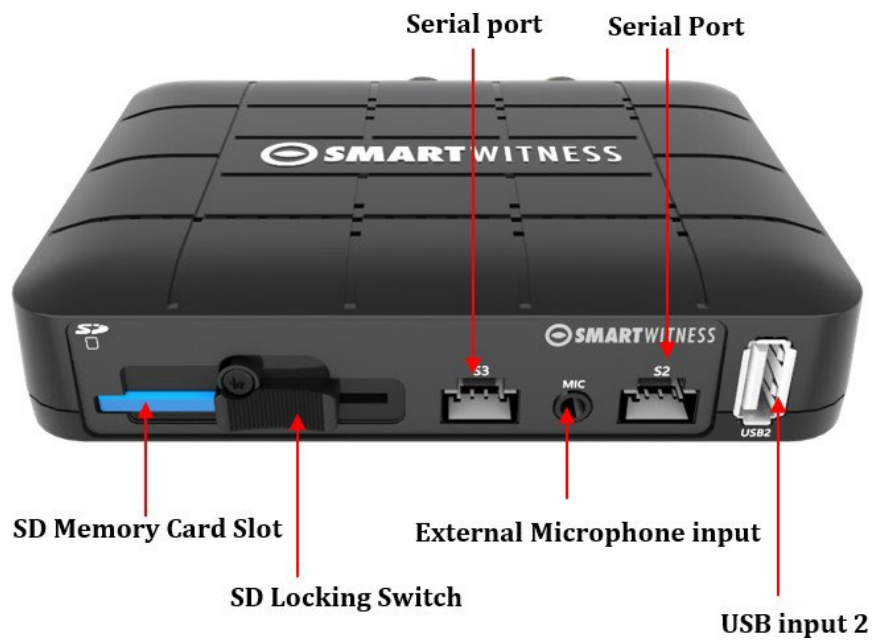 Serial port
Serial Port
SMARTWITNESS
SD
SMARTWITNESS
S3
MIC
S2
USB2
SD Memory Card Slot
External Microphone input
SD Locking Switch
USB input 2